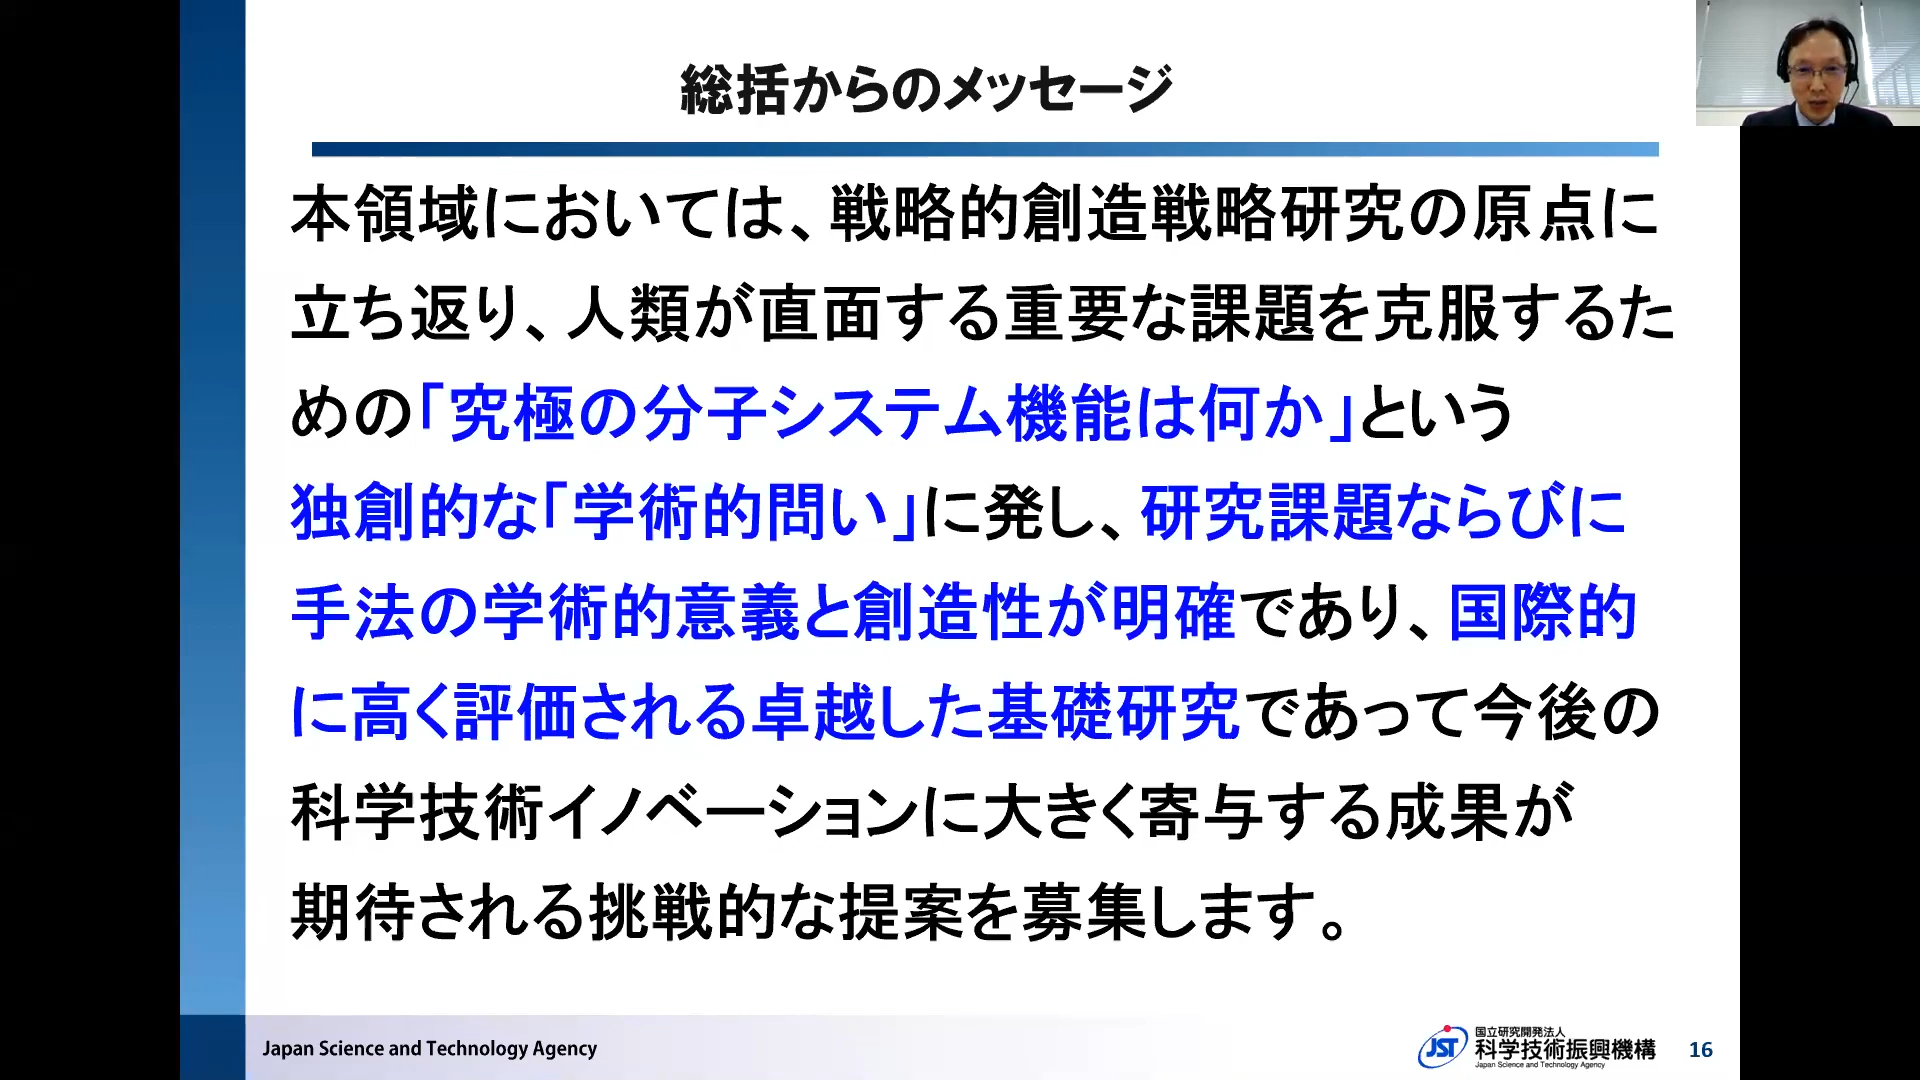 総括からのメッセージ
本領域においては、戦略的創造戦略研究の原点に
立ち返り、人類が直面する重要な課題を克服するた
めの「究極の分子システム機能は何か」という
独創的な「学術的問い」に発し、研究課題ならびに
手法の学術的意義と創造性が明確であり、国際的
に高く評価される卓越した基礎研究であって今後の
科学技術イノベーションに大きく寄与する成果が
期待される挑戦的な提案を募集します。
Japan Science and Technology Agency
JST
国立研究開発法人
科学技術振興機構
Japan Science and Technology Agency
16